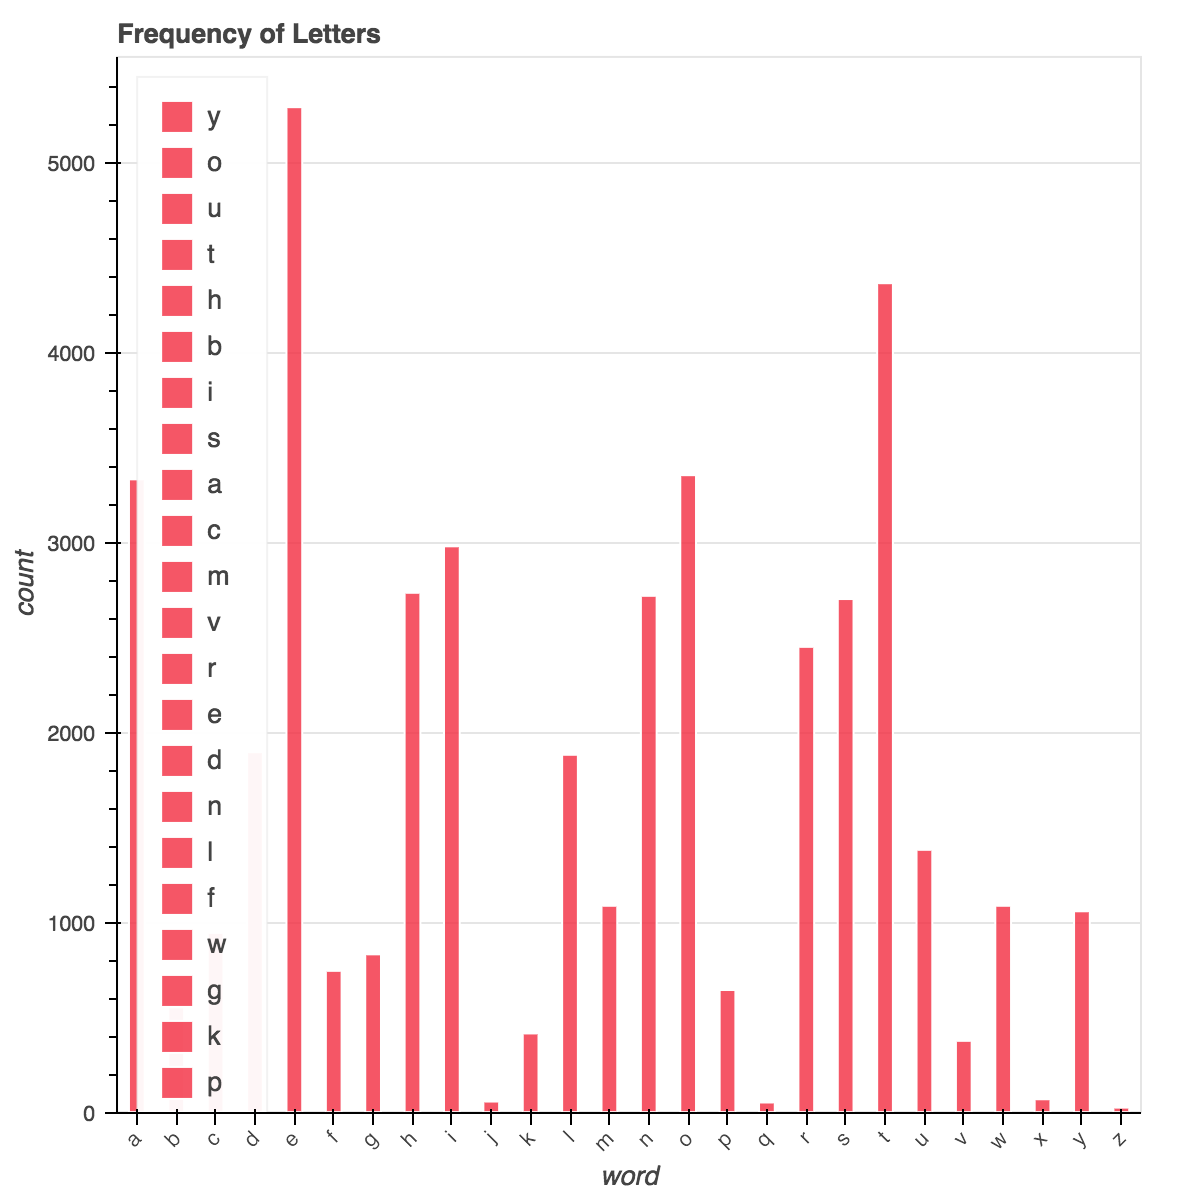 Frequency of Letters
y
o
u
t
h
b
i
s
a
c
m
v
r
e
d
n
l
f
w
g
k
p
5000
4000
3000
2000
1000
0
count
a b c d e f g h i j k l m n o p q r s t u v w x y z
word